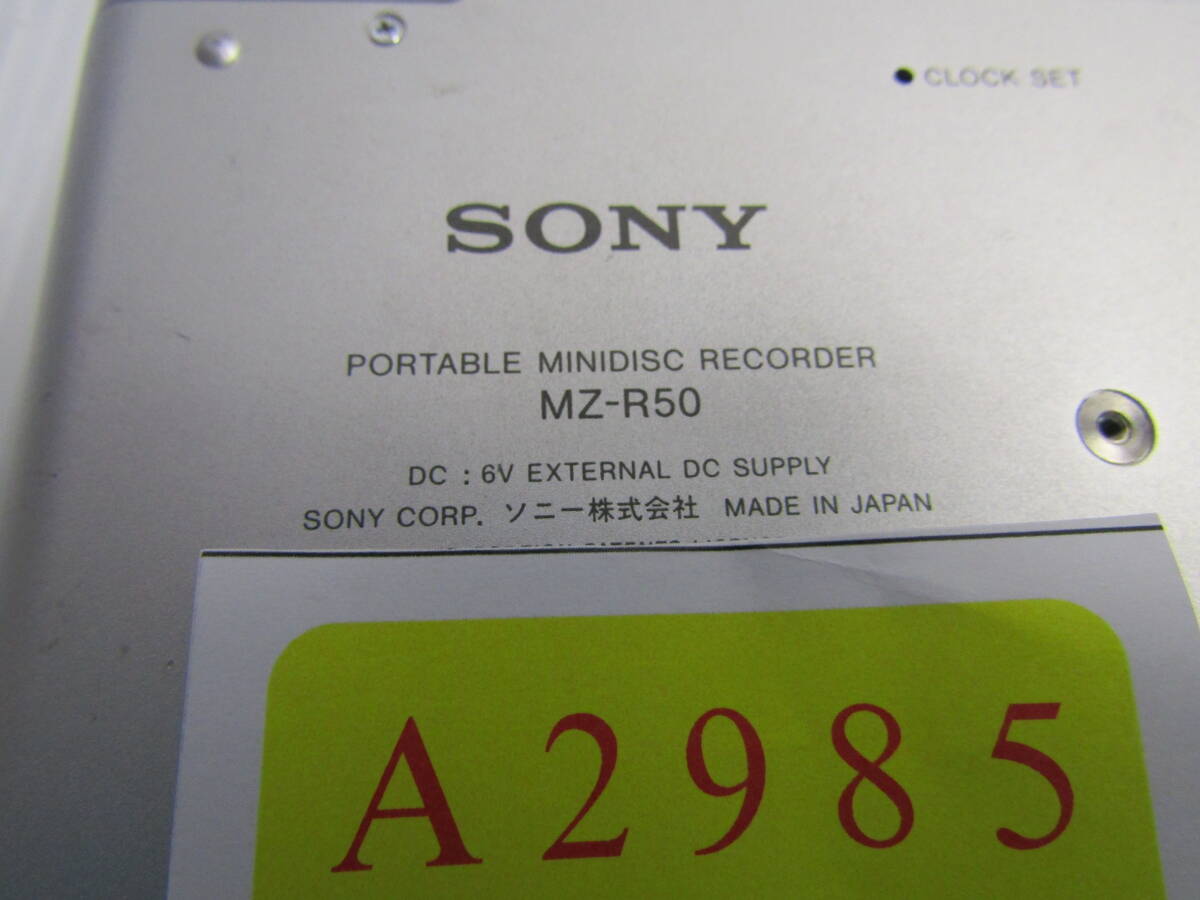 CLOCK SET
SONY
PORTABLE MINIDISC RECORDER
MZ-R50
DC : 6V EXTERNAL DC SUPPLY
SONY CORP. ソニー株式会社 MADE IN JAPAN
A2985